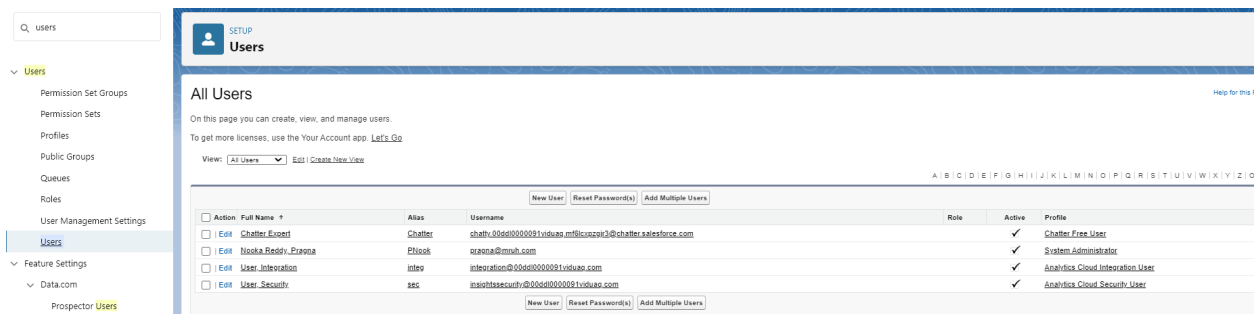 users
Users
Permission Set Groups
Permission Sets
Profiles
Public Groups
Queues
Roles
User Management Settings
Users
Feature Settings
Data.com
Prospector Users
SETUP
Users
All Users
Help for this
On this page you can create, view, and manage users.
To get more licenses, use the Your Account app. Let's Go
View: All Users Edit | Create New View
A | B | C | D | E | F | G | H | I | J | K | L | M | N | O | P | Q | R | S | T | U | V | W | X | Y | Z | O
New User Reset Password(s) Add Multiple Users
Action Full Name ↑ Alias Username Role Active Profile
| Edit Chatter Expert Chatter chatty.00ddl0000091viduaq.mf6lcxpzgjr3@chatter.salesforce.com ✓ Chatter Free User
| Edit Nooka Reddy, Pragna PNook pragna@mruh.com ✓ System Administrator
| Edit User, Integration integ integration@00ddl0000091viduaq.com ✓ Analytics Cloud Integration User
| Edit User, Security sec insightssecurity@00ddl0000091viduaq.com ✓ Analytics Cloud Security User
New User Reset Password(s) Add Multiple Users